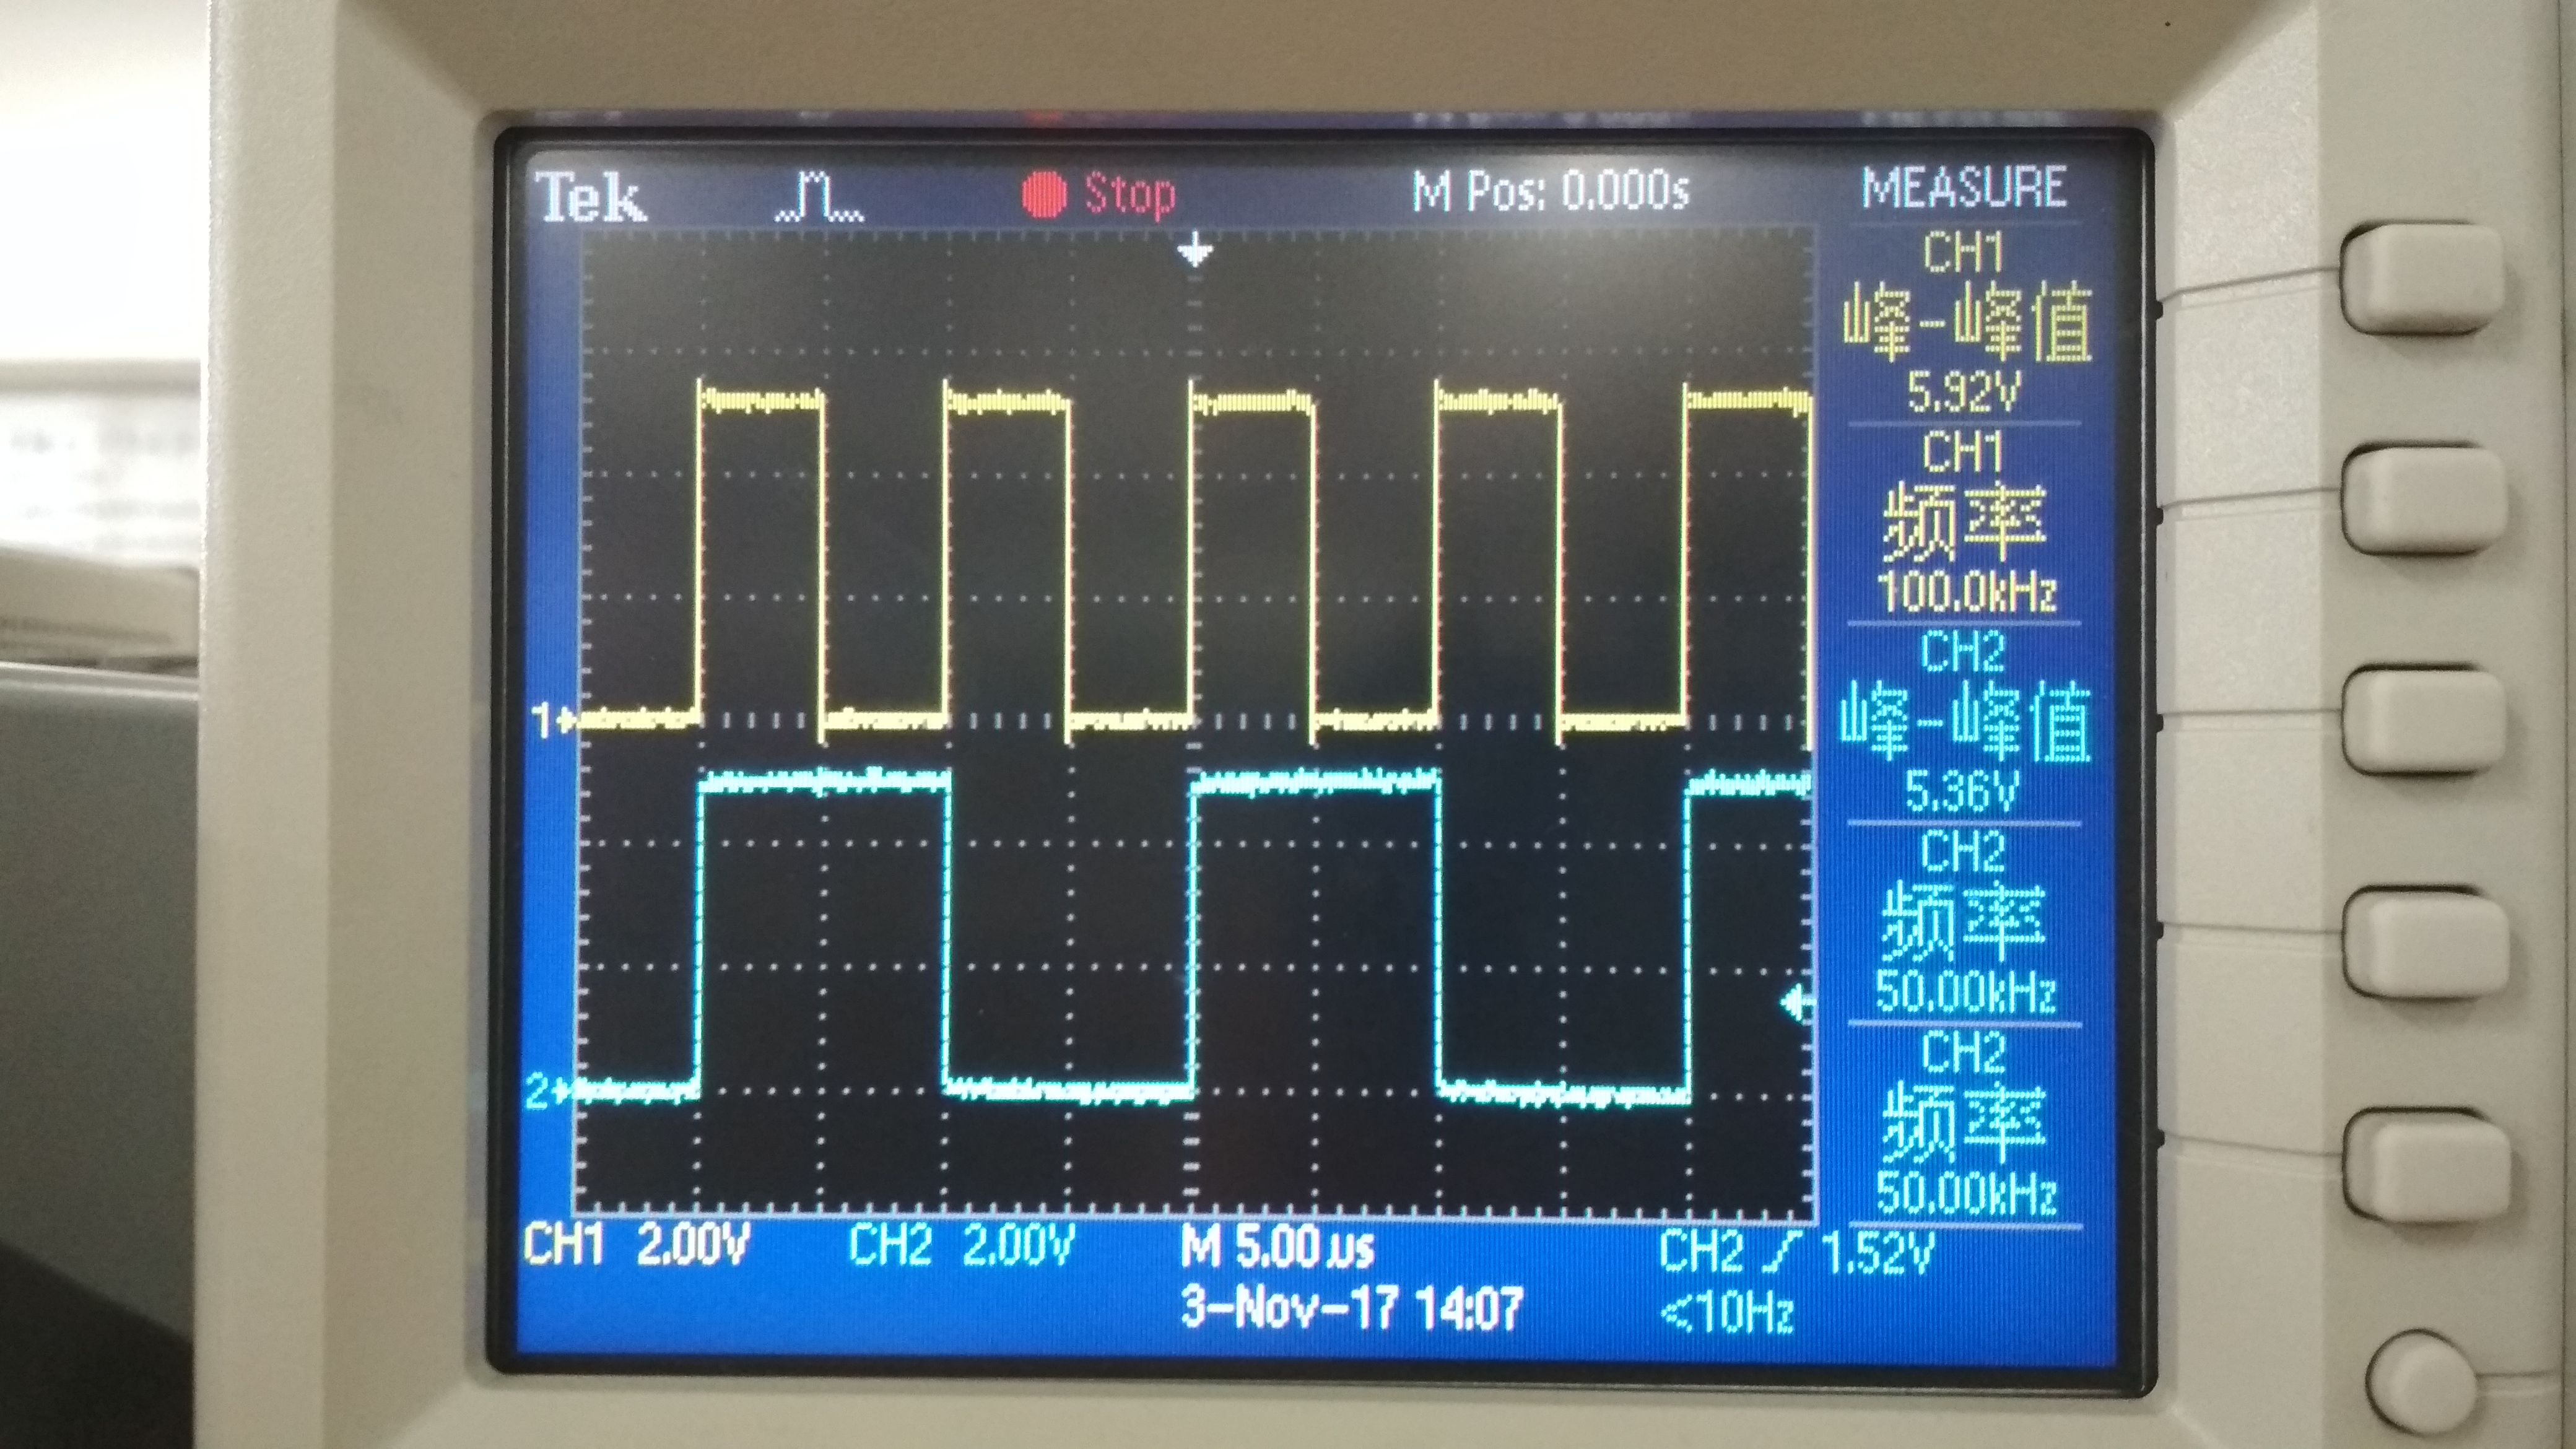 Tek Stop M Pos: 0.000s MEASURE
CH1
峰-峰值
5.92V
CH1
频率
100.0kHz
CH2
峰-峰值
5.36V
CH2
频率
50.00kHz
CH2
频率
50.00kHz
1
2
CH1 2.00V CH2 2.00V M 5.00µs CH2 1.52V
3-Nov-17 14:07 <10Hz